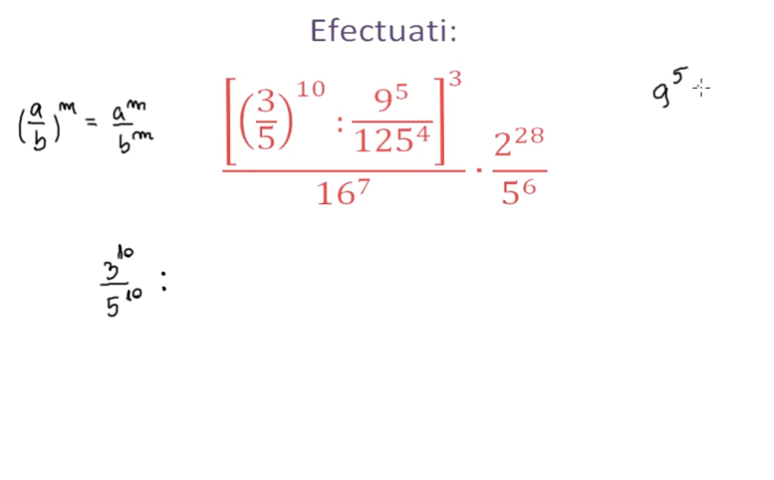 Efectuati:
(a/b)^m = a^m/b^m
[(3/5)^10 : 9^5/125^4]^3 / 16^7 · 2^28/5^6
9^5
3^10/5^10 :